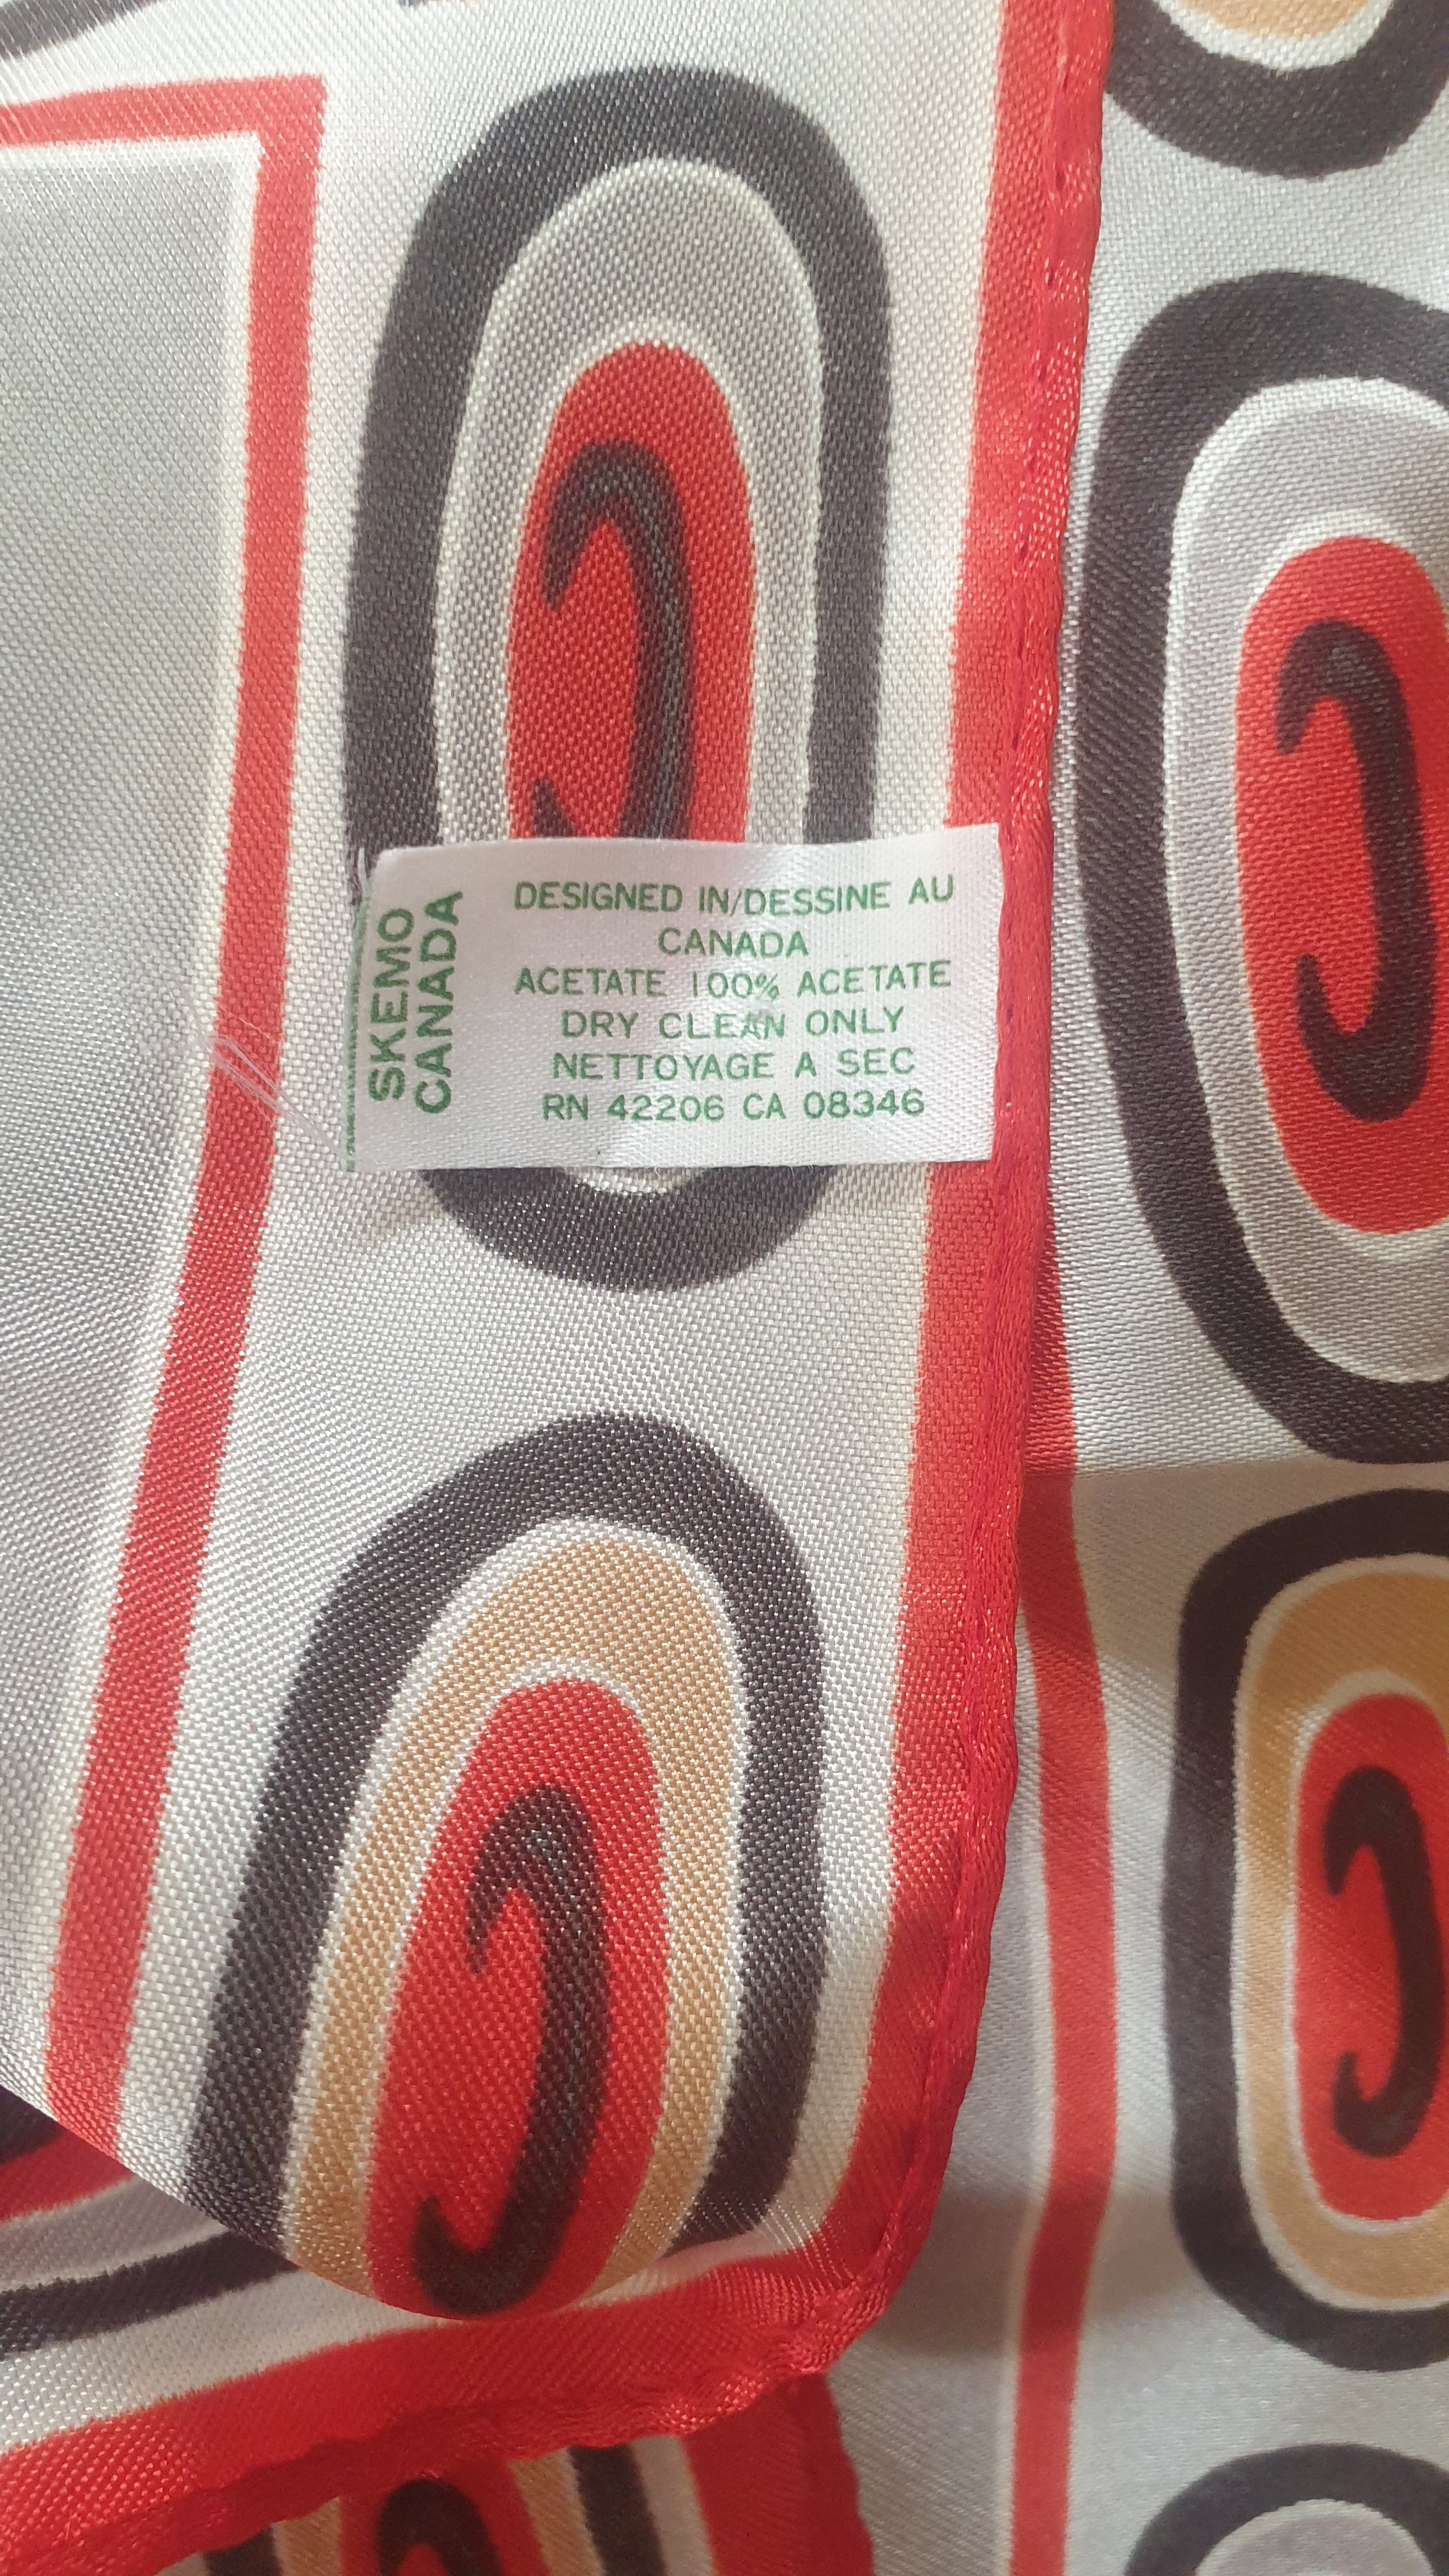 SKEMO
CANADA
DESIGNED IN/DESSINE AU
CANADA
ACETATE 100% ACETATE
DRY CLEAN ONLY
NETTOYAGE A SEC
RN 42206 CA 08346